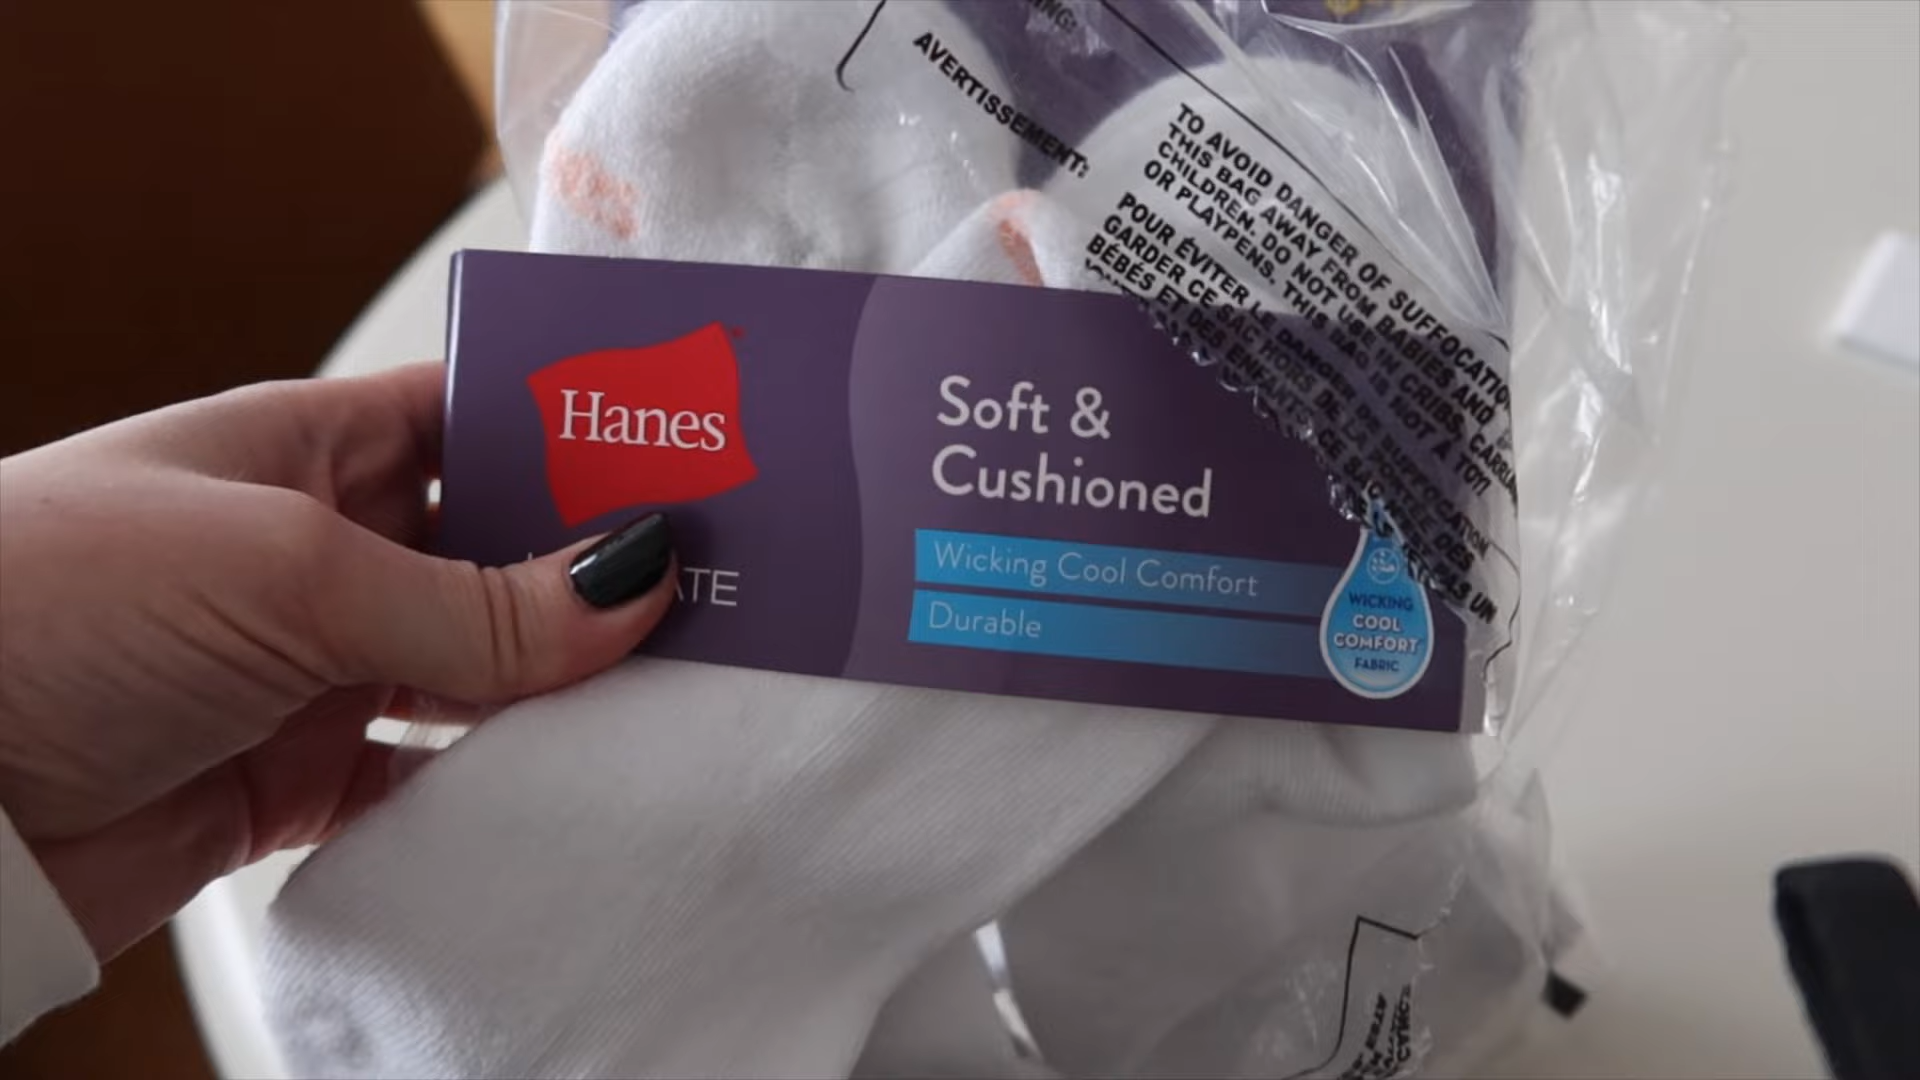 AVERTISSEMENT:
TO AVOID DANGER OF SUFFOCATION
THIS BAG AWAY FROM BABIES AND
CHILDREN. DO NOT USE IN CRIBS,
OR PLAYPENS. THIS BAG IS NOT A TOY!
POUR ÉVITER LE DANGER DE SUFFOCATION
GARDER CE SAC HORS DE LA PORTÉE DES
BÉBÉS ET DES ENFANTS. CE SAC
Hanes
Soft &
Cushioned
Wicking Cool Comfort
Durable
WICKING
COOL
COMFORT
FABRIC